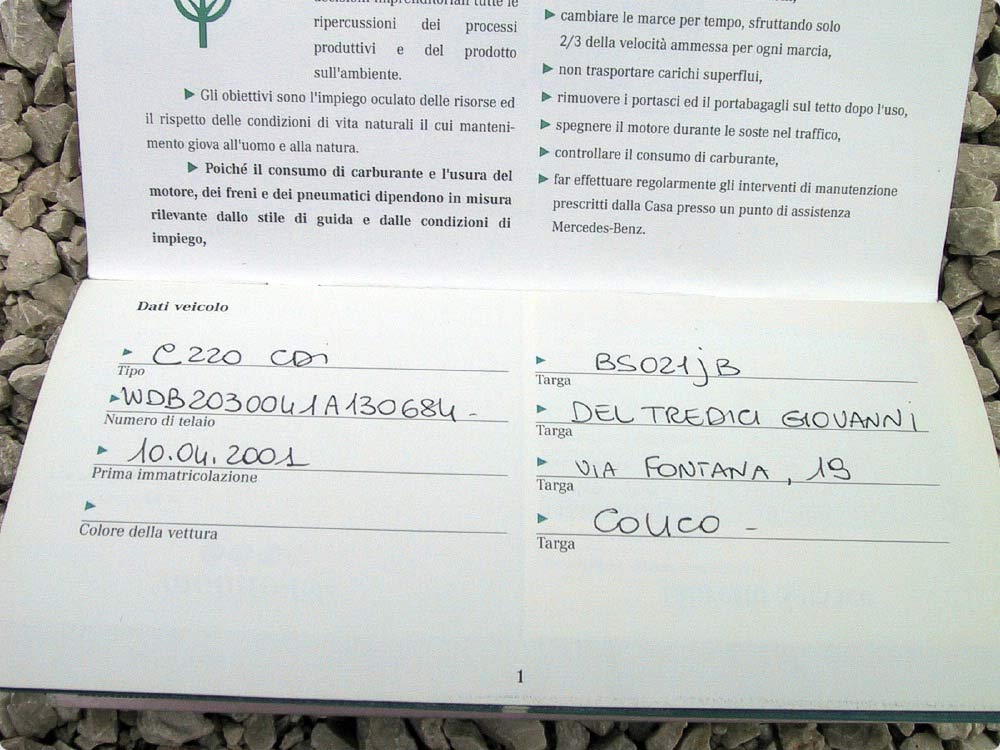 decisioni imprenditoriali tutte le
ripercussioni dei processi
produttivi e del prodotto
sull'ambiente.
Gli obiettivi sono l'impiego oculato delle risorse ed
il rispetto delle condizioni di vita naturali il cui manteni-
mento giova all'uomo e alla natura.
Poiché il consumo di carburante e l'usura del
motore, dei freni e dei pneumatici dipendono in misura
rilevante dallo stile di guida e dalle condizioni di
impiego,
cambiare le marce per tempo, sfruttando solo
2/3 della velocità ammessa per ogni marcia,
non trasportare carichi superflui,
rimuovere i portasci ed il portabagagli sul tetto dopo l'uso,
spegnere il motore durante le soste nel traffico,
controllare il consumo di carburante,
far effettuare regolarmente gli interventi di manutenzione
prescritti dalla Casa presso un punto di assistenza
Mercedes-Benz.
Dati veicolo
C 220 CDi
Tipo
WDB2030041A130684 -
Numero di telaio
10.04.2001
Prima immatricolazione
Colore della vettura
BS021jB
Targa
DEL TREDICI GIOVANNI
Targa
VIA FONTANA, 19
Targa
COLICO -
Targa
1